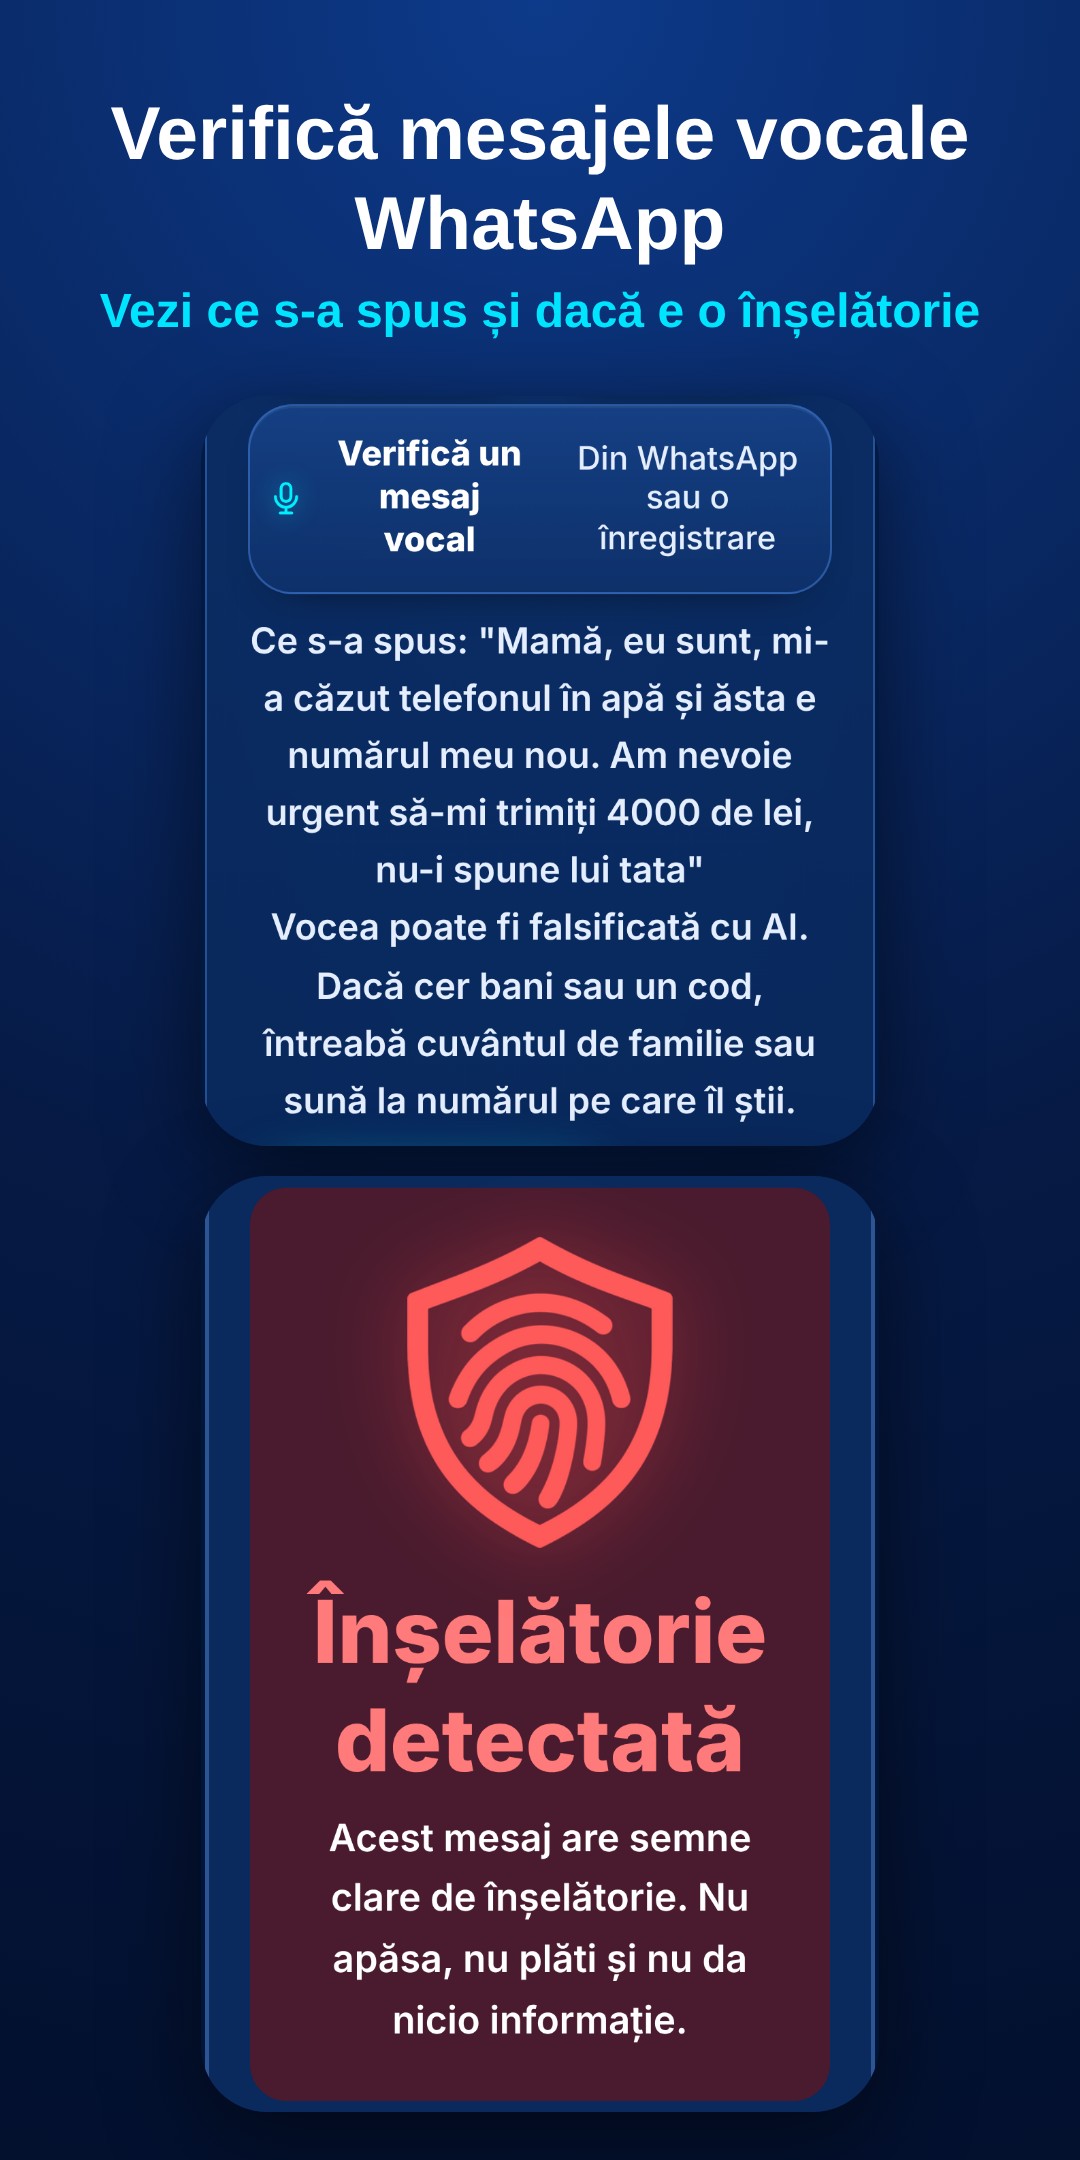 Verifică mesajele vocale
WhatsApp
Vezi ce s-a spus și dacă e o înșelătorie
Verifică un
mesaj
vocal
Din WhatsApp
sau o
înregistrare
Ce s-a spus: "Mamă, eu sunt, mi-
a căzut telefonul în apă și ăsta e
numărul meu nou. Am nevoie
urgent să-mi trimiți 4000 de lei,
nu-i spune lui tata"
Vocea poate fi falsificată cu AI.
Dacă cer bani sau un cod,
întreabă cuvântul de familie sau
sună la numărul pe care îl știi.
Înșelătorie
detectată
Acest mesaj are semne
clare de înșelătorie. Nu
apăsa, nu plăti și nu da
nicio informație.